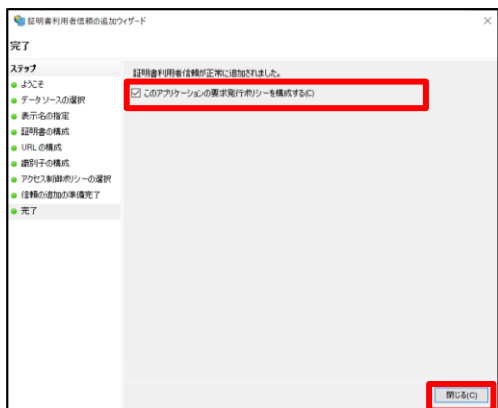 証明書利用者信頼の追加ウィザード
完了
ステップ
ようこそ
データ ソースの選択
表示名の指定
証明書の構成
URL の構成
識別子の構成
アクセス制御ポリシーの選択
信頼の追加の準備完了
完了
証明書利用者信頼が正常に追加されました。
このアプリケーションの要求発行ポリシーを構成する(C)
閉じる(C)